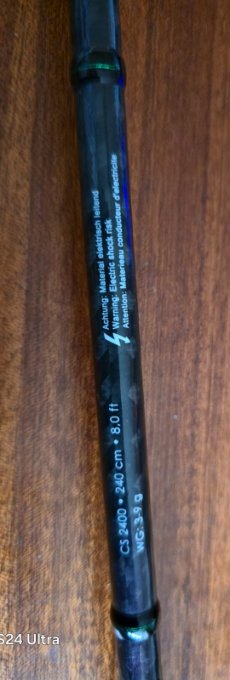 Achtung: Material elektrisch leitend
Warning: Electric shock risk
Attention: Materieau conducteur d'electricite
CS 2400 • 240 cm • 8,0 ft
WG: 3-9 g
S24 Ultra